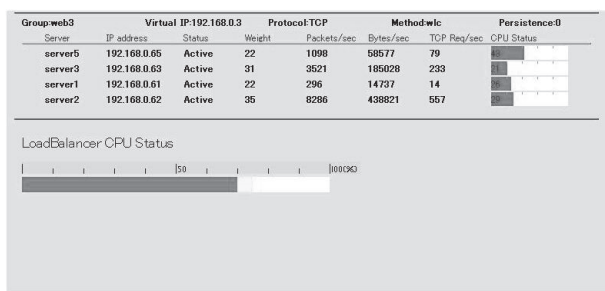 Group:web3 Virtual IP:192.168.0.3 Protocol:TCP Method:wlc Persistence:0
Server IP address Status Weight Packets/sec Bytes/sec TCP Req/sec CPU Status
server5 192.168.0.65 Active 22 1098 58577 79
server3 192.168.0.63 Active 31 3521 185028 233
server1 192.168.0.61 Active 22 296 14737 14
server2 192.168.0.62 Active 35 8286 438821 557
LoadBalancer CPU Status
50 100(%)